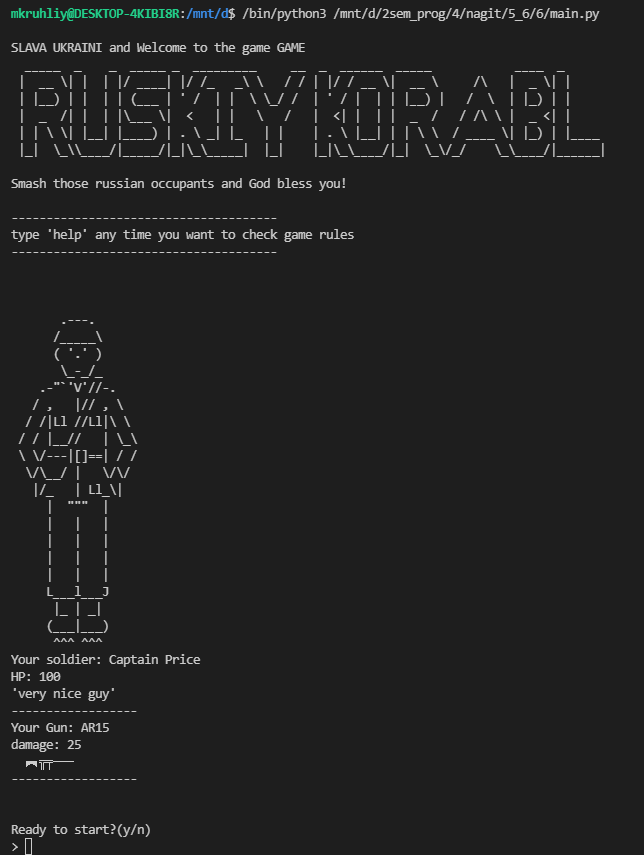 mkruhliy@DESKTOP-4KIBI8R:/mnt/d$ /bin/python3 /mnt/d/2sem_prog/4/nagit/5_6/6/main.py
SLAVA UKRAINI and Welcome to the game GAME
RUSKIY KORABL
Smash those russian occupants and God bless you!
--------------------------------------
type 'help' any time you want to check game rules
--------------------------------------
Your soldier: Captain Price
HP: 100
'very nice guy'
------------------
Your Gun: AR15
damage: 25
------------------
Ready to start?(y/n)
>